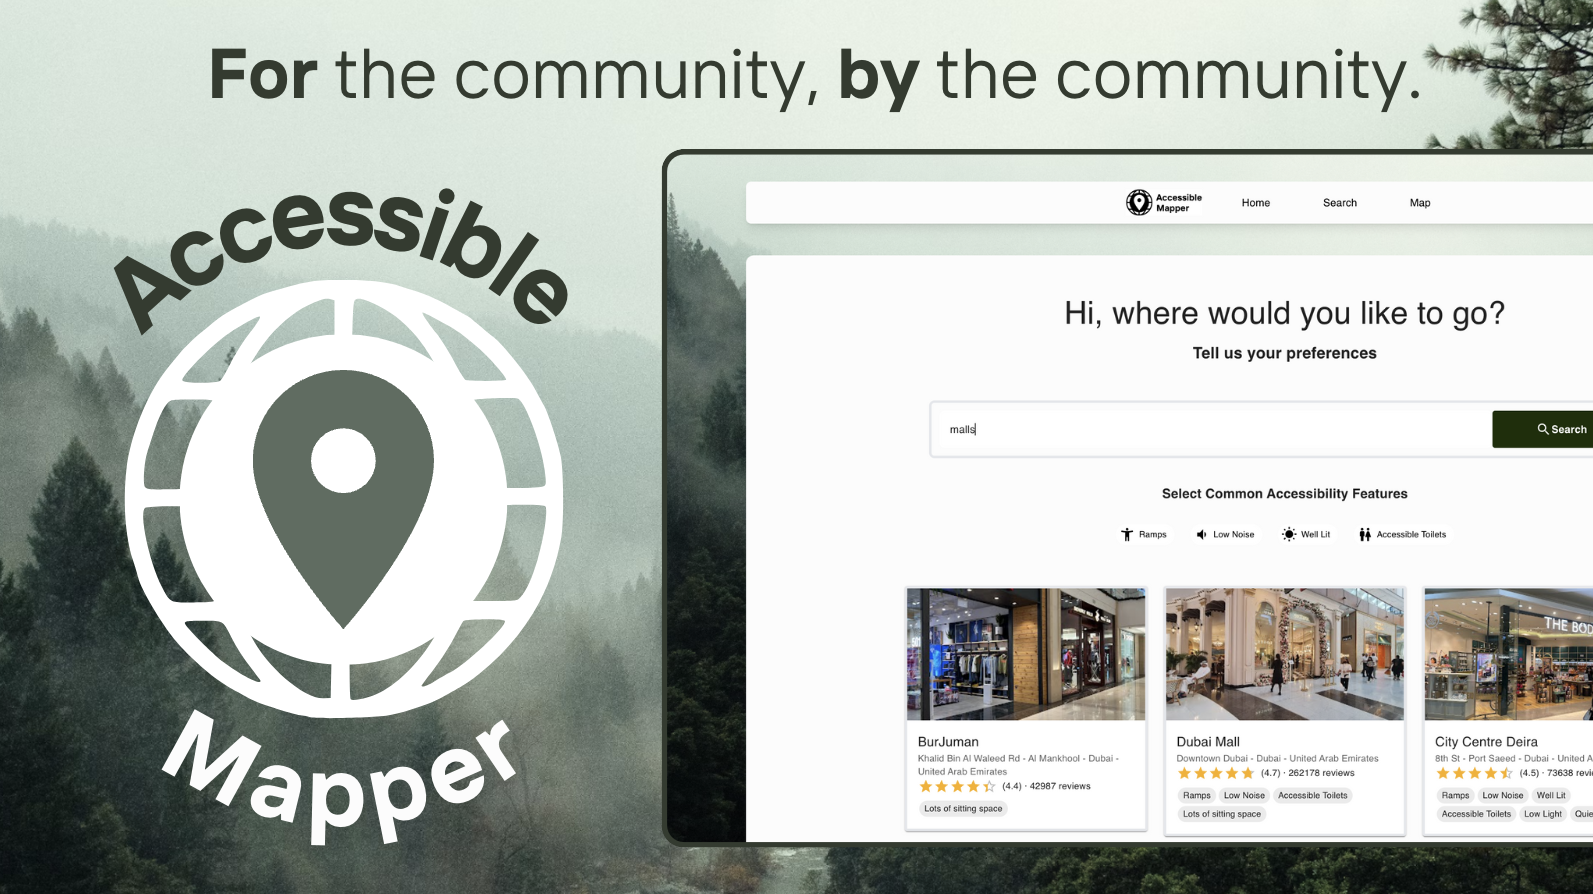 For the community, by the community.
Accessible
Mapper
Accessible
Mapper
Home
Search
Map
Hi, where would you like to go?
Tell us your preferences
malls
Search
Select Common Accessibility Features
Ramps
Low Noise
Well Lit
Accessible Toilets
BurJuman
Khalid Bin Al Waleed Rd - Al Mankhool - Dubai -
United Arab Emirates
(4.4) · 42987 reviews
Lots of sitting space
Dubai Mall
Downtown Dubai - Dubai - United Arab Emirates
(4.7) · 262178 reviews
Ramps
Low Noise
Accessible Toilets
Lots of sitting space
THE BOD
City Centre Deira
8th St - Port Saeed - Dubai - United A
(4.5) · 73638 revi
Ramps
Low Noise
Well Lit
Accessible Toilets
Low Light
Quie